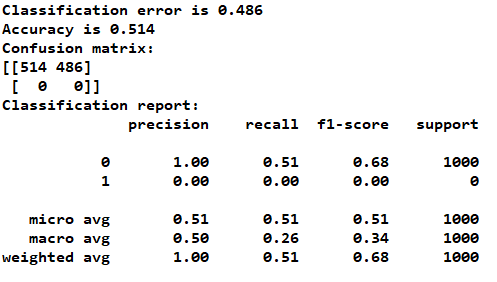 Classification error is 0.486
Accuracy is 0.514
Confusion matrix:
[[514 486]
 [  0   0]]
Classification report:
              precision    recall  f1-score   support

           0       1.00      0.51      0.68      1000
           1       0.00      0.00      0.00         0

   micro avg       0.51      0.51      0.51      1000
   macro avg       0.50      0.26      0.34      1000
weighted avg       1.00      0.51      0.68      1000